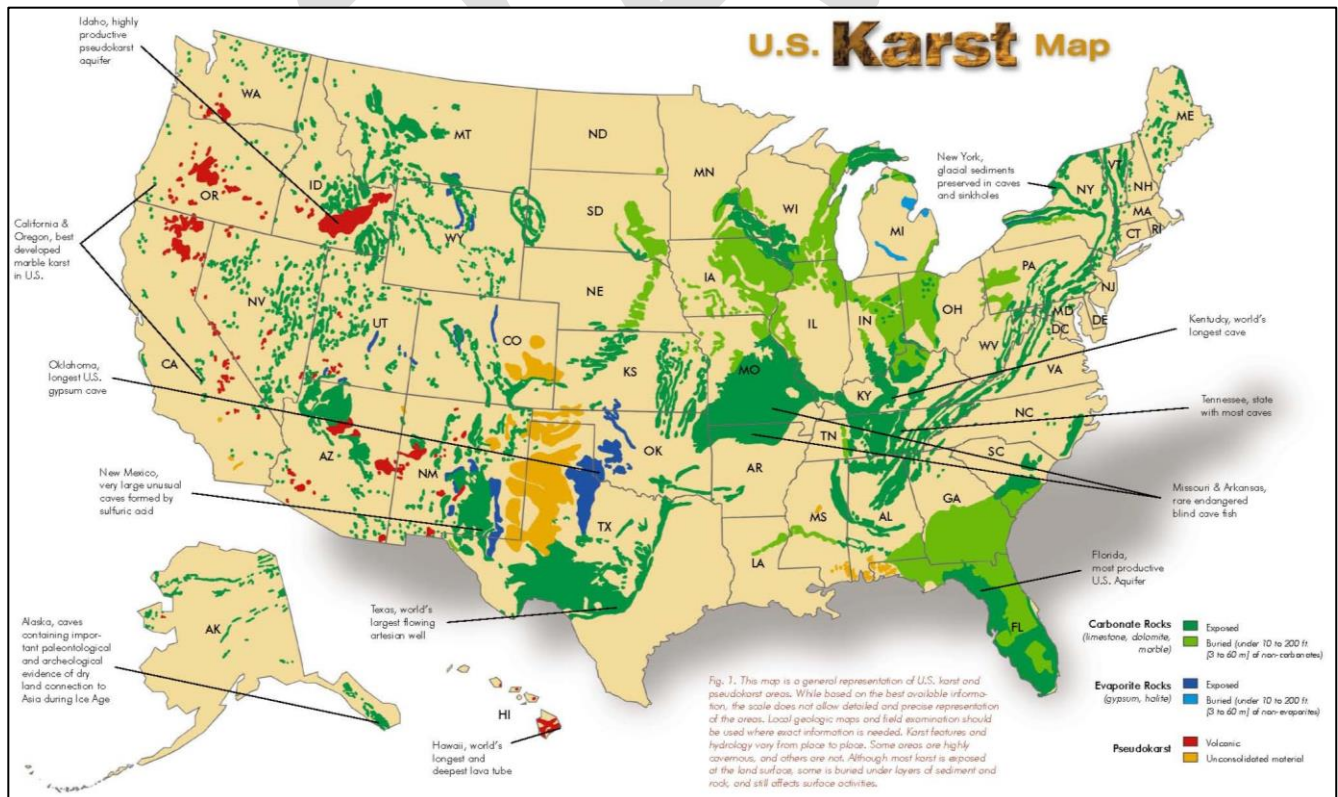 U.S. Karst Map
Idaho, highly
productive
pseudokarst
aquifer
California &
Oregon, best
developed
marble karst
in U.S.
Oklahoma,
longest U.S.
gypsum cave
New Mexico,
very large unusual
caves formed by
sulfuric acid
Alaska, caves
containing impor-
tant paleontological
and archeological
evidence of dry
land connection to
Asia during Ice Age
Texas, world's
largest flowing
artesian well
Hawaii, world's
longest and
deepest lava tube
New York,
glacial sediments
preserved in caves
and sinkholes
Kentucky, world's
longest cave
Tennessee, state
with most caves
Missouri & Arkansas,
rare endangered
blind cave fish
Florida,
most productive
U.S. Aquifer
WA
MT
ND
MN
ME
VT
NH
NY
MA
CT
RI
OR
ID
WY
SD
WI
MI
IA
PA
NJ
NV
UT
CO
NE
IL
IN
OH
MD
DE
DC
WV
VA
CA
KS
MO
KY
NC
AZ
NM
OK
TN
AR
SC
TX
MS
AL
GA
LA
FL
AK
HI
Fig. 1. This map is a general representation of U.S. karst and
pseudokarst areas. While based on the best available informa-
tion, the scale does not allow detailed and precise representation
of the areas. Local geologic maps and field examination should
be used where exact information is needed. Karst features and
hydrology vary from place to place. Some areas are highly
cavernous, and others are not. Although most karst is exposed
at the land surface, some is buried under layers of sediment and
rock, and still affects surface activities.
Carbonate Rocks
(limestone, dolomite,
marble)
Exposed
Buried (under 10 to 200 ft.
[3 to 60 m] of non-carbonates)
Evaporite Rocks
(gypsum, halite)
Exposed
Buried (under 10 to 200 ft.
[3 to 60 m] of non-evaporites)
Pseudokarst
Volcanic
Unconsolidated material